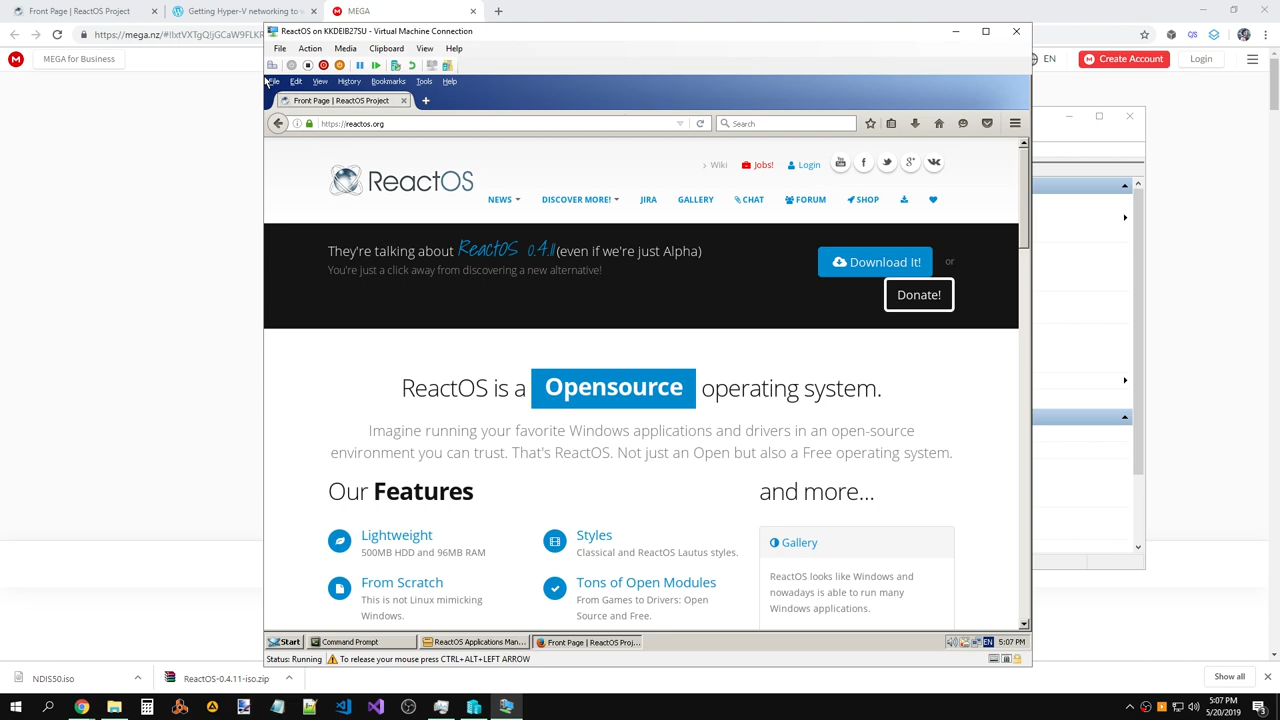 Front Page | ReactOS Project
Getting Hyper-V networking to w
MEGA
https://mega.nz/#!
MEGA for Business
EN
Create Account
Login
ReactOS on KKDEIB27SU - Virtual Machine Connection
File Action Media Clipboard View Help
File Edit View History Bookmarks Tools Help
Front Page | ReactOS Project
https://reactos.org
Search
Wiki Jobs! Login
ReactOS
NEWS DISCOVER MORE! JIRA GALLERY CHAT FORUM SHOP
They're talking about ReactOS 0.4.11 (even if we're just Alpha)
You're just a click away from discovering a new alternative!
Download It! or
Donate!
ReactOS is a Opensource operating system.
Imagine running your favorite Windows applications and drivers in an open-source
environment you can trust. That's ReactOS. Not just an Open but also a Free operating system.
Our Features
Lightweight
500MB HDD and 96MB RAM
From Scratch
This is not Linux mimicking
Windows.
Styles
Classical and ReactOS Lautus styles.
Tons of Open Modules
From Games to Drivers: Open
Source and Free.
and more...
Gallery
ReactOS looks like Windows and
nowadays is able to run many
Windows applications.
Start Command Prompt ReactOS Applications Man... Front Page | ReactOS Proj... EN 5:07 PM
Status: Running To release your mouse press CTRL+ALT+LEFT ARROW
NDIS50.iso
ReactOS-0.4.11-iso.zip
Show all
5:07 PM
5/20/2019